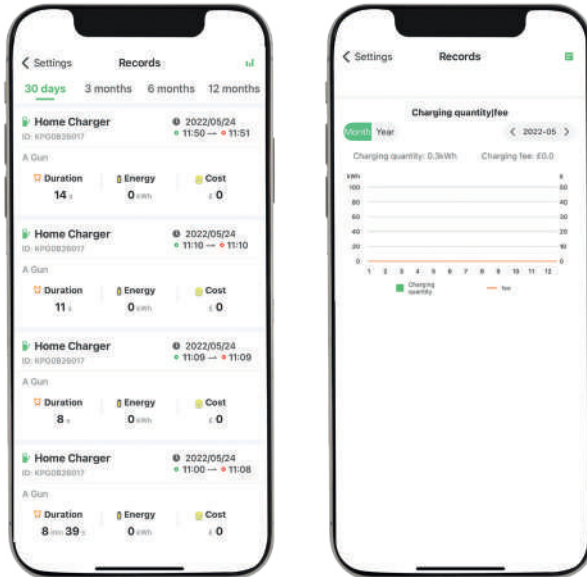 Settings Records
30 days 3 months 6 months 12 months
Home Charger 2022/05/24
ID: KPG0B26017 11:50 → 11:51
A Gun
Duration Energy Cost
14 s 0 kWh £ 0
Home Charger 2022/05/24
ID: KPG0B26017 11:10 → 11:10
A Gun
Duration Energy Cost
11 s 0 kWh £ 0
Home Charger 2022/05/24
ID: KPG0B26017 11:09 → 11:09
A Gun
Duration Energy Cost
8 s 0 kWh £ 0
Home Charger 2022/05/24
ID: KPG0B26017 11:00 → 11:08
A Gun
Duration Energy Cost
8 min 39 s 0 kWh £ 0
Settings Records
Charging quantity|fee
Month Year < 2022-05 >
Charging quantity: 0.3kWh Charging fee: £0.0
kWh £
100 50
80 40
60 30
40 20
20 10
0 0
1 2 3 4 5 6 7 8 9 10 11 12
Charging fee
quantity